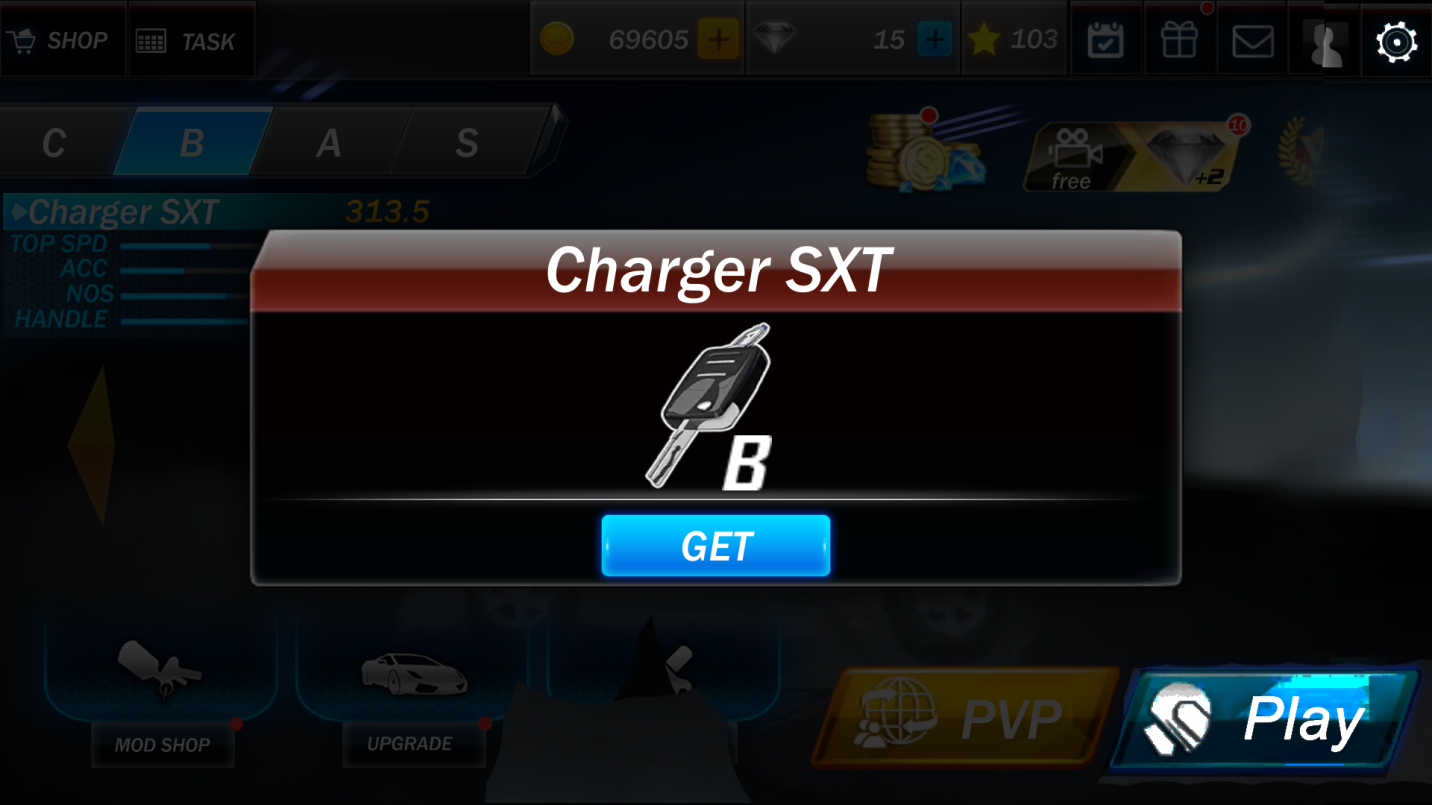 SHOP
TASK
69605
15
103
C
B
A
S
10
free
+2
Charger SXT
313.5
TOP SPD
ACC
NOS
HANDLE
Charger SXT
B
GET
MOD SHOP
UPGRADE
PVP
Play